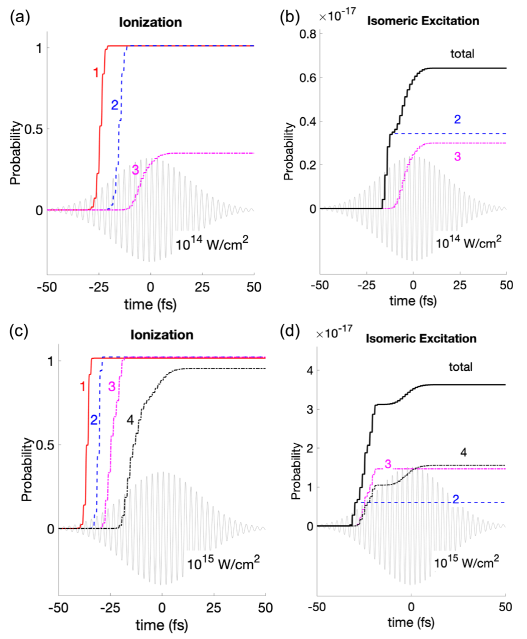 (a)
Ionization
1
0.5
0
Probability
1
2
3
10^14 W/cm^2
-50
-25
0
25
50
time (fs)
(b)
×10^-17
Isomeric Excitation
0.8
0.6
0.4
0.2
0
Probability
total
2
3
10^14 W/cm^2
-50
-25
0
25
50
time (fs)
(c)
Ionization
1
0.5
0
Probability
1
2
3
4
10^15 W/cm^2
-50
-25
0
25
50
time (fs)
(d)
×10^-17
Isomeric Excitation
4
3
2
1
0
Probability
total
3
4
2
10^15 W/cm^2
-50
-25
0
25
50
time (fs)